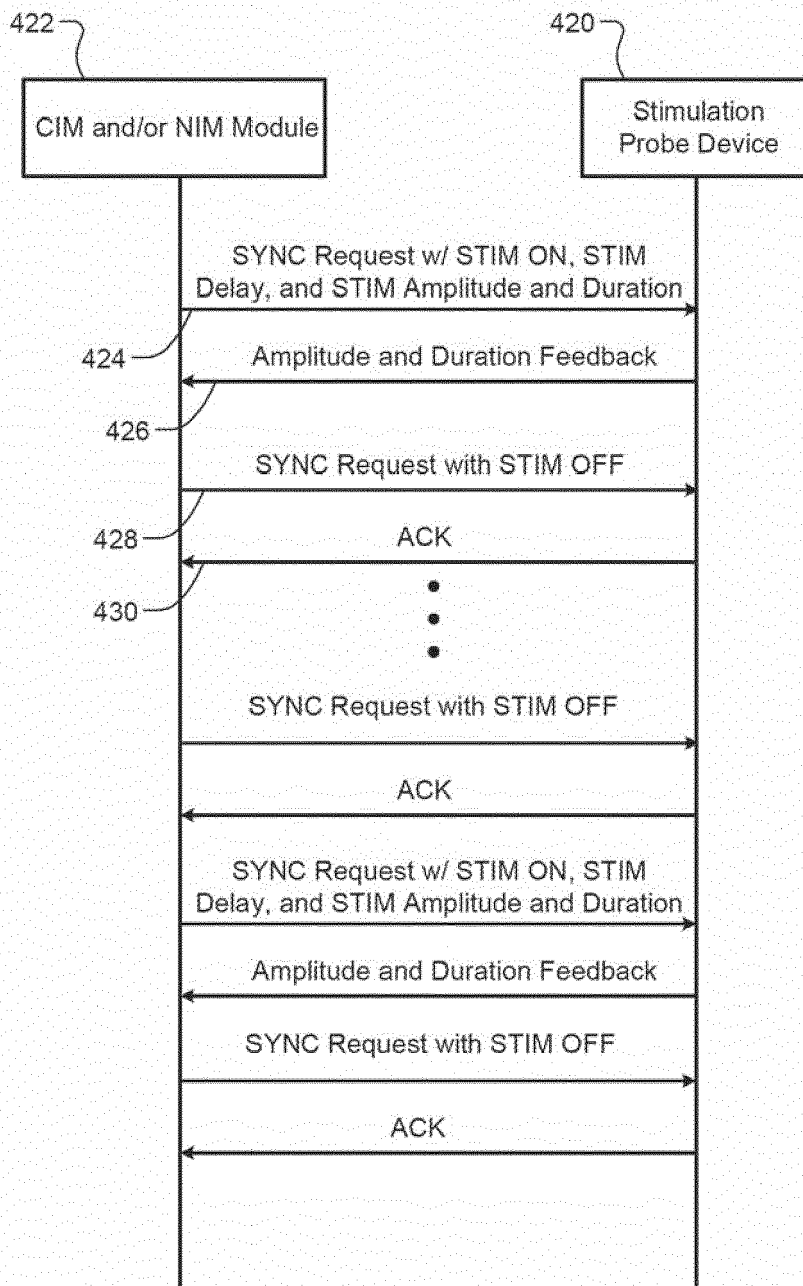 422
420
CIM and/or NIM Module
Stimulation
Probe Device
SYNC Request w/ STIM ON, STIM
Delay, and STIM Amplitude and Duration
424
Amplitude and Duration Feedback
426
SYNC Request with STIM OFF
428
ACK
430
SYNC Request with STIM OFF
ACK
SYNC Request w/ STIM ON, STIM
Delay, and STIM Amplitude and Duration
Amplitude and Duration Feedback
SYNC Request with STIM OFF
ACK